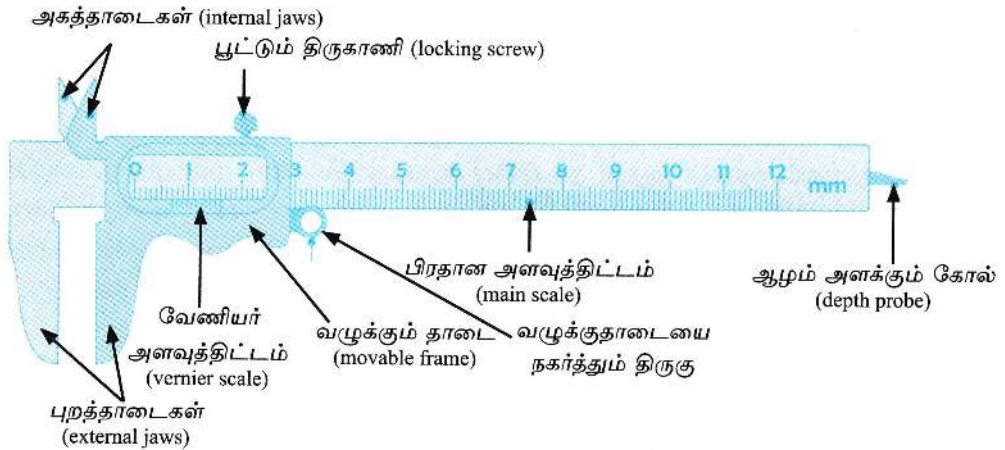 அகத்தாடைகள் (internal jaws)
பூட்டும் திருகாணி (locking screw)
0 1 2 3 4 5 6 7 8 9 10 11 12 mm
பிரதான அளவுத்திட்டம்
(main scale)
ஆழம் அளக்கும் கோல்
(depth probe)
வேணியர்
அளவுத்திட்டம்
(vernier scale)
வழுக்கும் தாடை
(movable frame)
வழுக்குதாடையை
நகர்த்தும் திருகு
புறத்தாடைகள்
(external jaws)